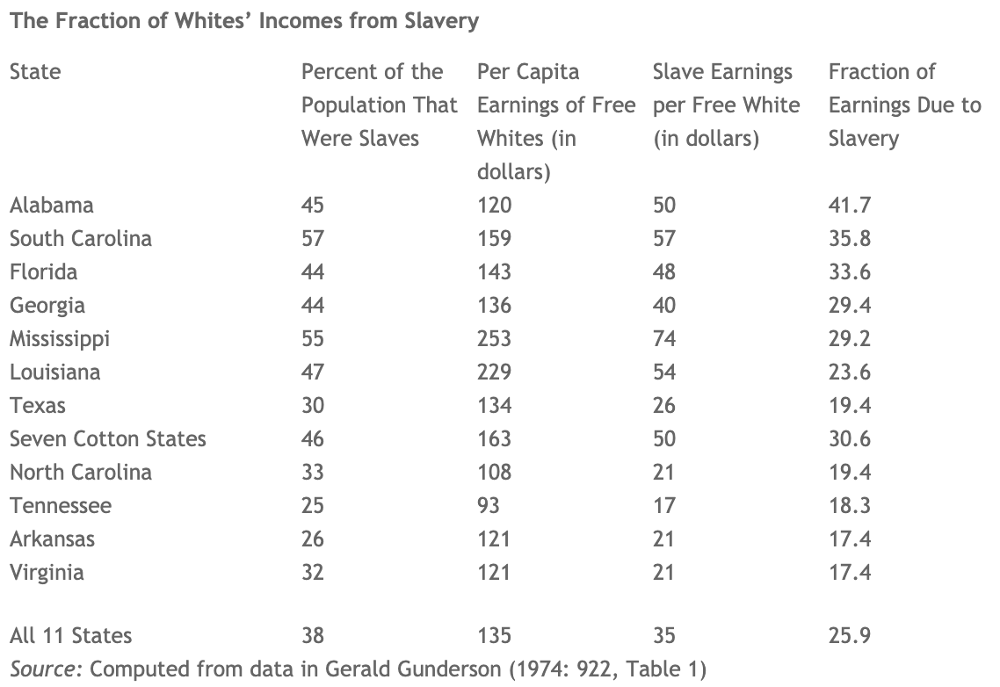 The Fraction of Whites’ Incomes from Slavery
State Percent of the Per Capita Slave Earnings Fraction of
Population That Earnings of Free per Free White Earnings Due to
Were Slaves Whites (in (in dollars) Slavery
dollars)
Alabama 45 120 50 41.7
South Carolina 57 159 57 35.8
Florida 44 143 48 33.6
Georgia 44 136 40 29.4
Mississippi 55 253 74 29.2
Louisiana 47 229 54 23.6
Texas 30 134 26 19.4
Seven Cotton States 46 163 50 30.6
North Carolina 33 108 21 19.4
Tennessee 25 93 17 18.3
Arkansas 26 121 21 17.4
Virginia 32 121 21 17.4
All 11 States 38 135 35 25.9
Source: Computed from data in Gerald Gunderson (1974: 922, Table 1)